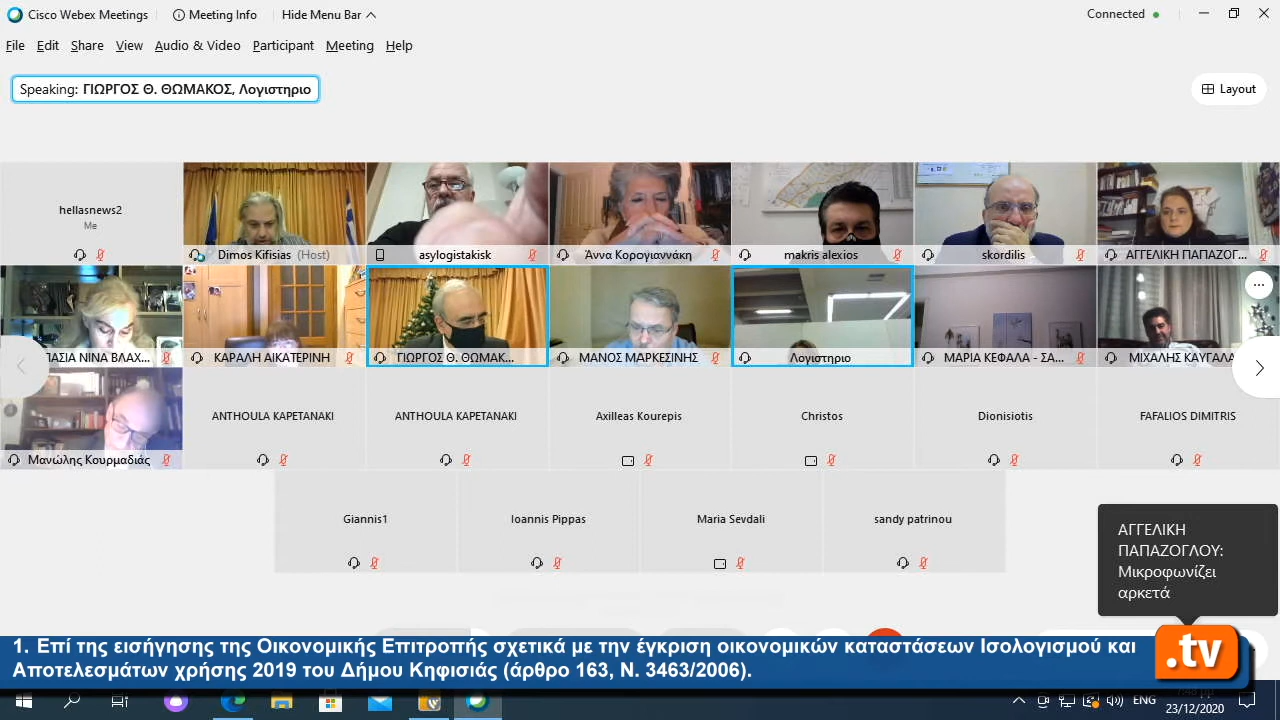 Cisco Webex Meetings
Meeting Info
Hide Menu Bar
Connected
File Edit Share View Audio & Video Participant Meeting Help
Speaking: ΓΙΩΡΓΟΣ Θ. ΘΩΜΑΚΟΣ, Λογιστηριο
Layout
hellasnews2
Me
Dimos Kifisias (Host)
asylogistakisk
Άννα Κορογιαννάκη
makris alexios
skordilis
ΑΓΓΕΛΙΚΗ ΠΑΠΑΖΟΓ...
ΠΑΣΙΑ ΝΙΝΑ ΒΛΑΧ...
ΚΑΡΑΛΗ ΑΙΚΑΤΕΡΙΝΗ
ΓΙΩΡΓΟΣ Θ. ΘΩΜΑΚ...
ΜΑΝΟΣ ΜΑΡΚΕΣΙΝΗΣ
Λογιστηριο
ΜΑΡΙΑ ΚΕΦΑΛΑ - ΣΑ...
ΜΙΧΑΛΗΣ ΚΑΥΓΑΛΑ
Μανώλης Κουρμαδιάς
ANTHOULA KAPETANAKI
ANTHOULA KAPETANAKI
Axilleas Kourepis
Christos
Dionisiotis
FAFALIOS DIMITRIS
Giannis1
Ioannis Pippas
Maria Sevdali
sandy patrinou
ΑΓΓΕΛΙΚΗ
ΠΑΠΑΖΟΓΛΟΥ:
Μικροφωνίζει
αρκετά
1. Επί της εισήγησης της Οικονομικής Επιτροπής σχετικά με την έγκριση οικονομικών καταστάσεων Ισολογισμού και
Αποτελεσμάτων χρήσης 2019 του Δήμου Κηφισιάς (άρθρο 163, Ν. 3463/2006).
.tv
ENG
23/12/2020